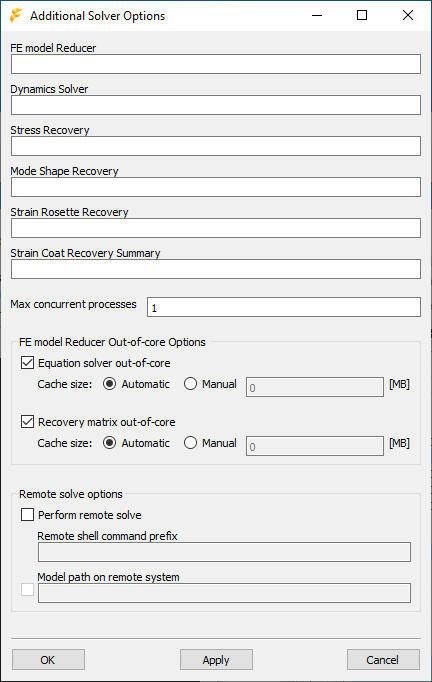 Additional Solver Options
FE model Reducer
Dynamics Solver
Stress Recovery
Mode Shape Recovery
Strain Rosette Recovery
Strain Coat Recovery Summary
Max concurrent processes 1
FE model Reducer Out-of-core Options
Equation solver out-of-core
Cache size: Automatic Manual 0 [MB]
Recovery matrix out-of-core
Cache size: Automatic Manual 0 [MB]
Remote solve options
Perform remote solve
Remote shell command prefix
Model path on remote system
OK Apply Cancel